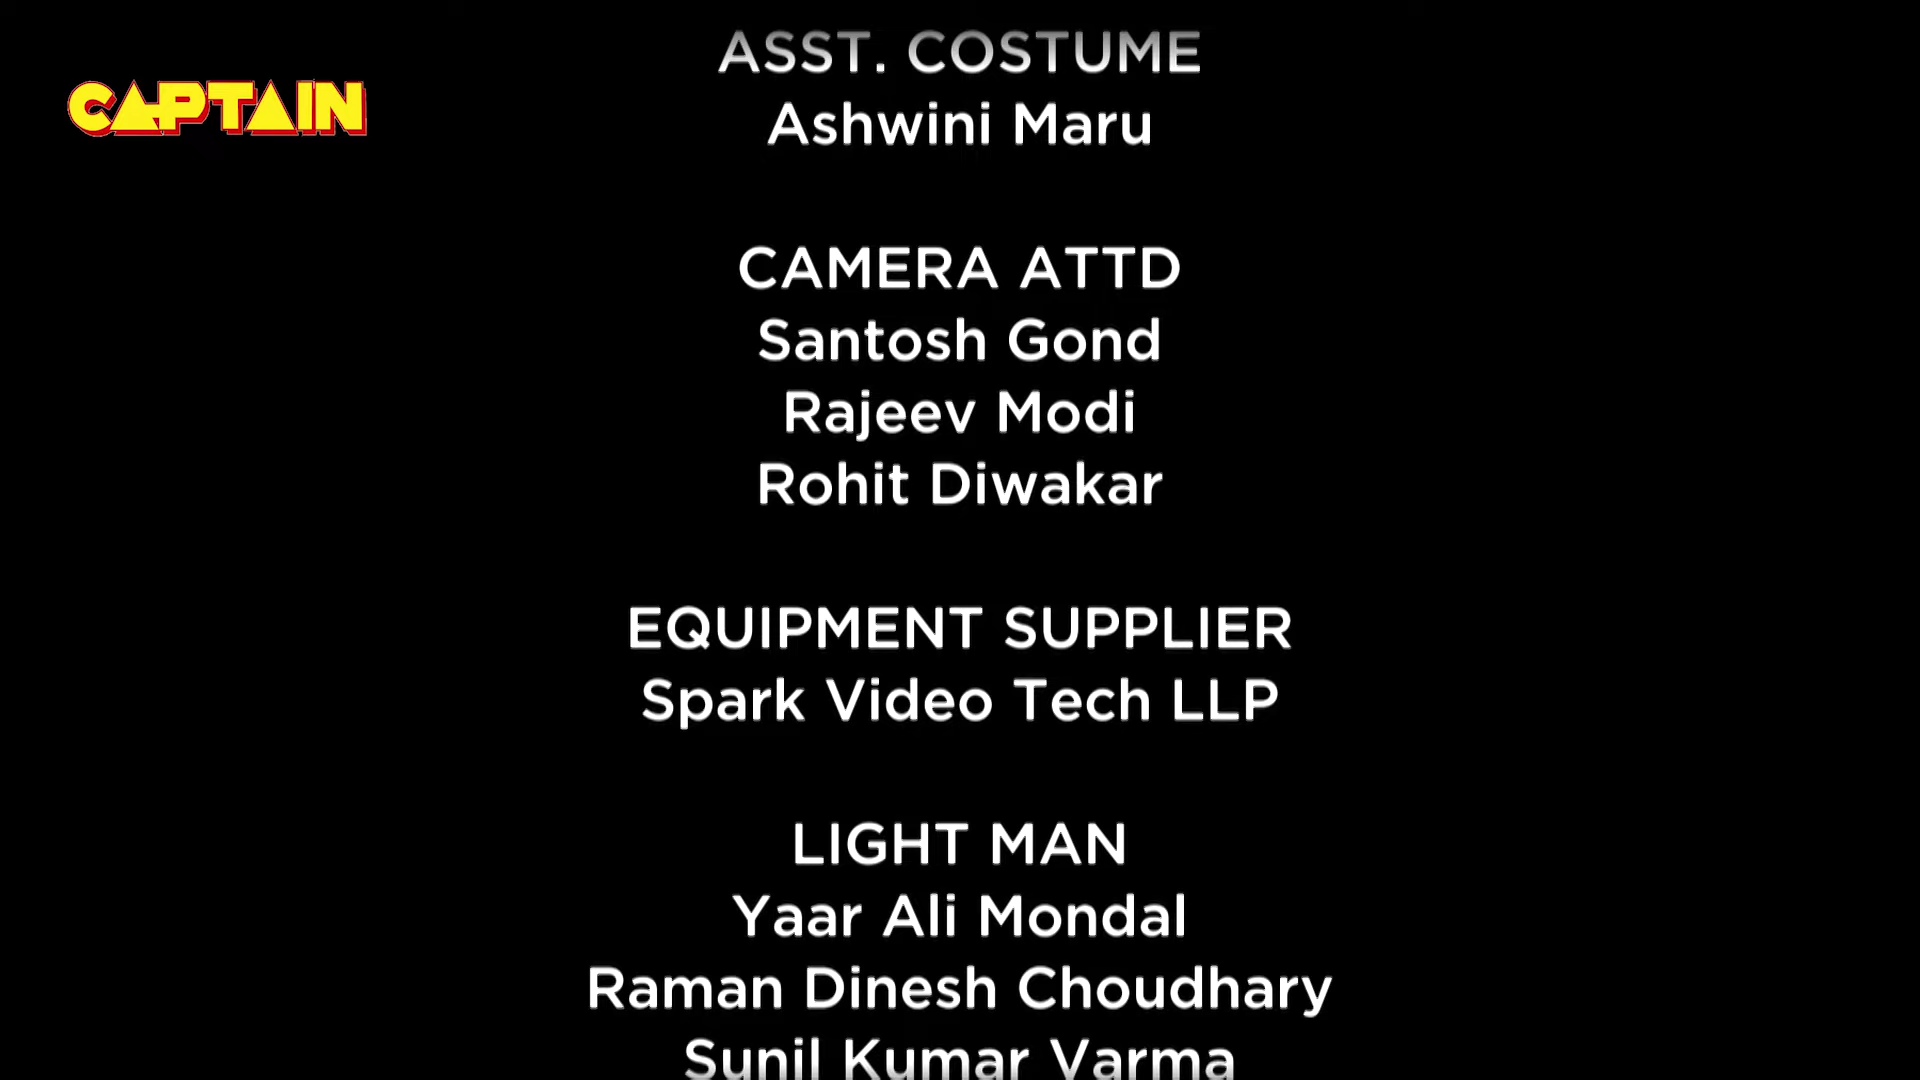 CAPTAIN
ASST. COSTUME
Ashwini Maru
CAMERA ATTD
Santosh Gond
Rajeev Modi
Rohit Diwakar
EQUIPMENT SUPPLIER
Spark Video Tech LLP
LIGHT MAN
Yaar Ali Mondal
Raman Dinesh Choudhary
Sunil Kumar Varma